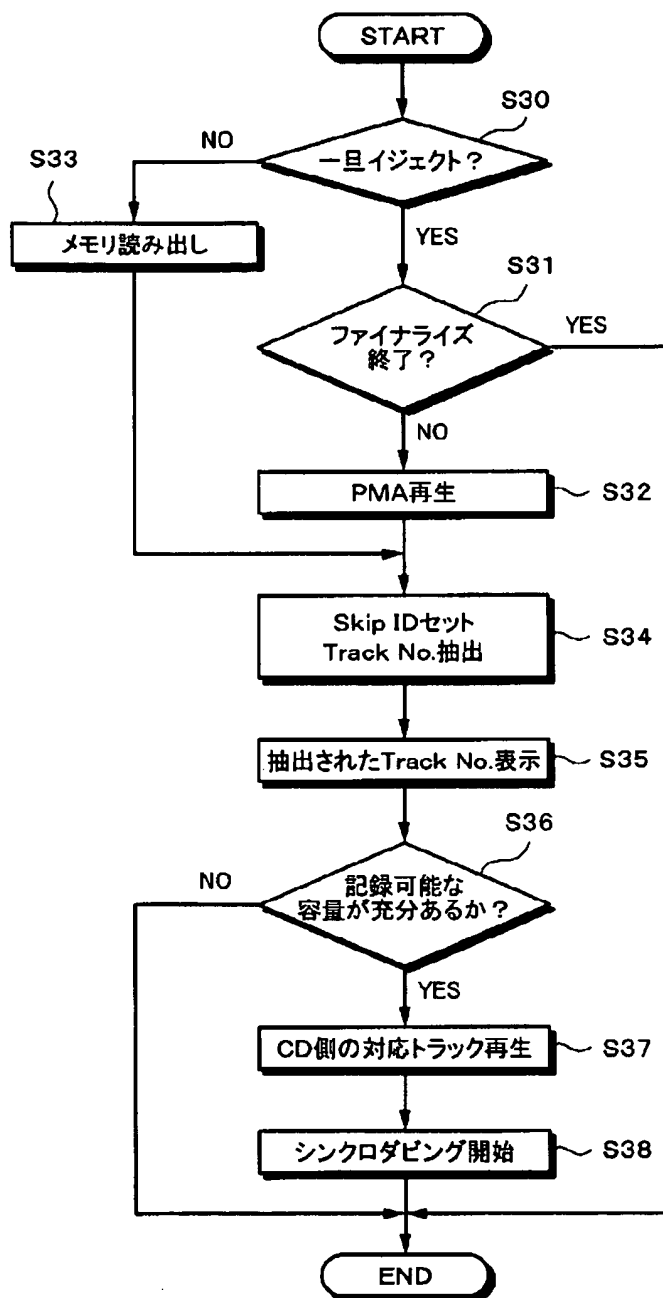 START
S30
一旦イジェクト？
NO
S33
メモリ読み出し
YES
S31
ファイナライズ
終了？
YES
NO
PMA再生
S32
Skip IDセット
Track No.抽出
S34
抽出されたTrack No.表示
S35
S36
記録可能な
容量が充分あるか？
NO
YES
CD側の対応トラック再生
S37
シンクロダビング開始
S38
END